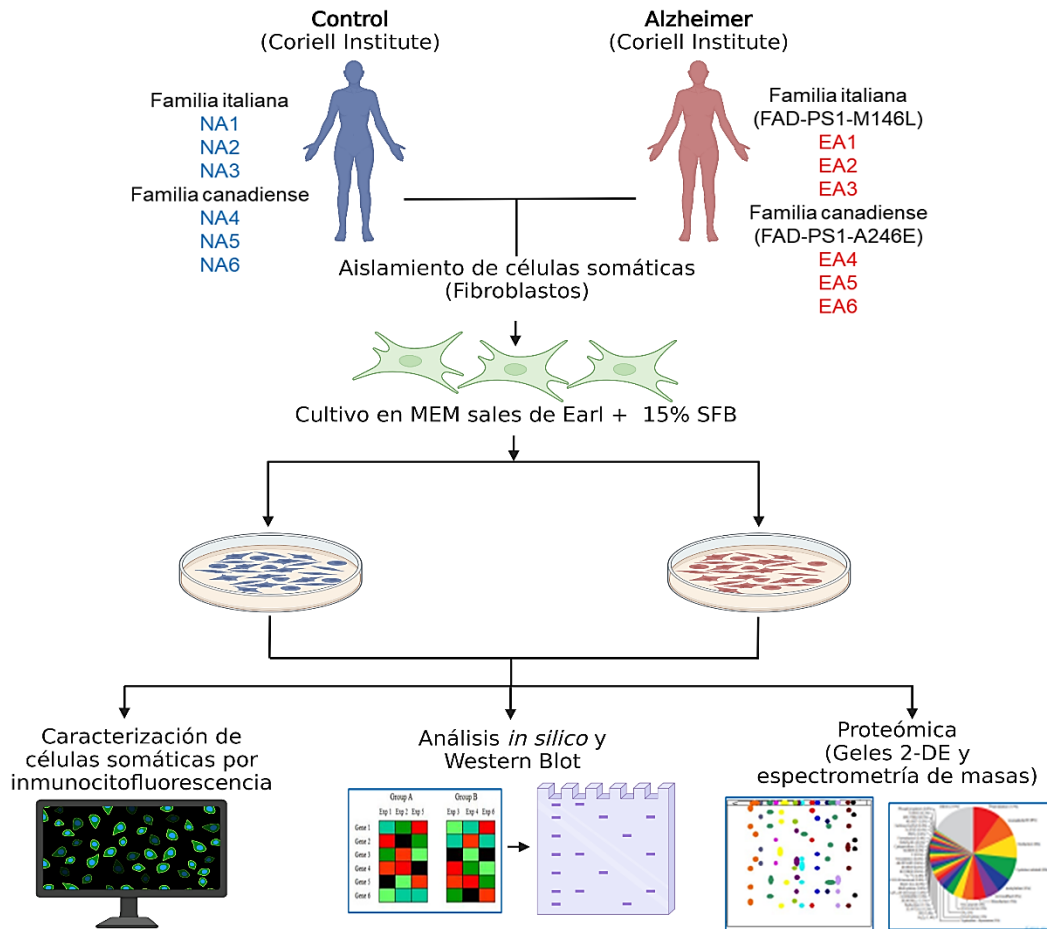 Control
(Coriell Institute)
Alzheimer
(Coriell Institute)
Familia italiana
NA1
NA2
NA3
Familia canadiense
NA4
NA5
NA6
Familia italiana
(FAD-PS1-M146L)
EA1
EA2
EA3
Familia canadiense
(FAD-PS1-A246E)
EA4
EA5
EA6
Aislamiento de células somáticas
(Fibroblastos)
Cultivo en MEM sales de Earl + 15% SFB
Caracterización de
células somáticas por
inmunocitofluorescencia
Análisis in silico y
Western Blot
Group A
Group B
Exp 1 Exp 2 Exp 5
Exp 3 Exp 4 Exp 6
Gene 1
Gene 2
Gene 3
Gene 4
Gene 5
Gene 6
Proteómica
(Geles 2-DE y
espectrometría de masas)